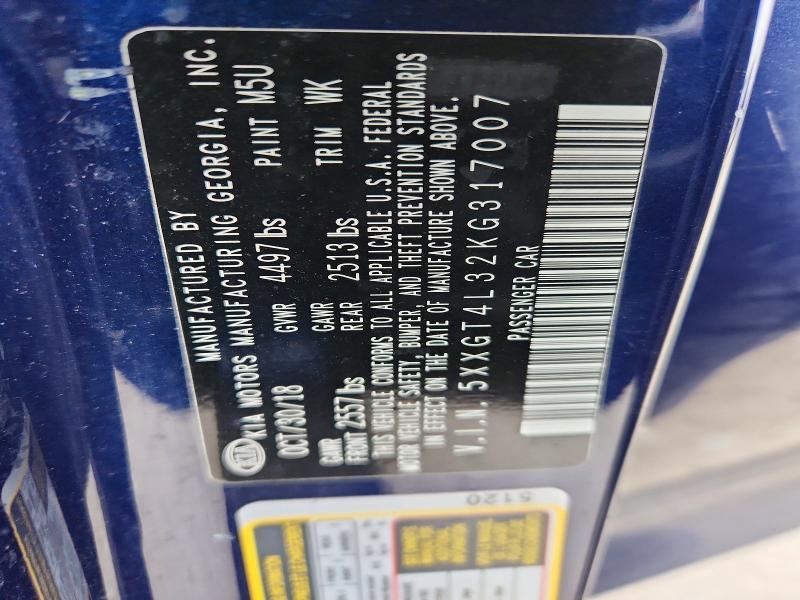 MANUFACTURED BY
KIA MOTORS MANUFACTURING GEORGIA, INC.
KIA
OCT/30/18 GVWR 4497lbs PAINT M5U
GAWR FRONT 2557lbs GAWR REAR 2513lbs TRIM WK
THIS VEHICLE CONFORMS TO ALL APPLICABLE U.S.A. FEDERAL
MOTOR VEHICLE SAFETY, BUMPER, AND THEFT PREVENTION STANDARDS
IN EFFECT ON THE DATE OF MANUFACTURE SHOWN ABOVE.
V.I.N. 5XXGT4L32KG317007
PASSENGER CAR
5120